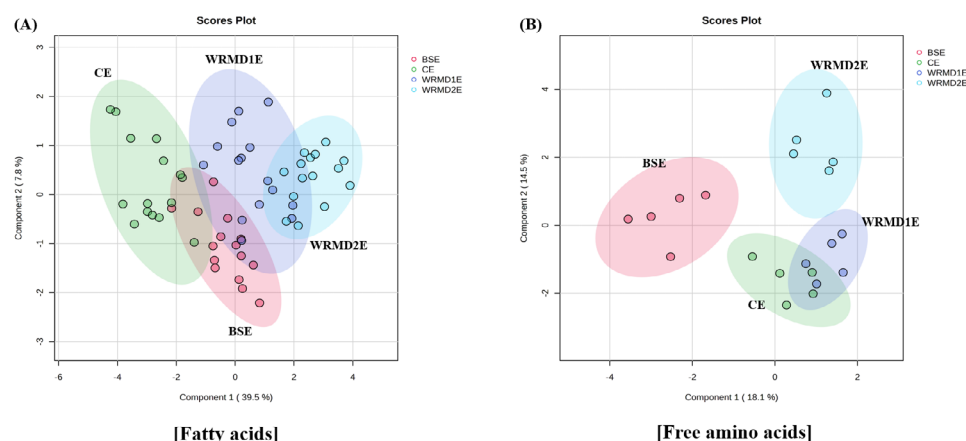 (A)
Scores Plot
Component 2 ( 7.8 %)
3
2
1
0
-1
-2
-3
CE
WRMD1E
WRMD2E
BSE
BSE
CE
WRMD1E
WRMD2E
-6
-4
-2
0
2
4
Component 1 ( 39.5 %)
[Fatty acids]
(B)
Scores Plot
Component 2 ( 14.5 %)
4
2
0
-2
-4
WRMD2E
BSE
WRMD1E
CE
BSE
CE
WRMD1E
WRMD2E
-4
-2
0
2
Component 1 ( 18.1 %)
[Free amino acids]